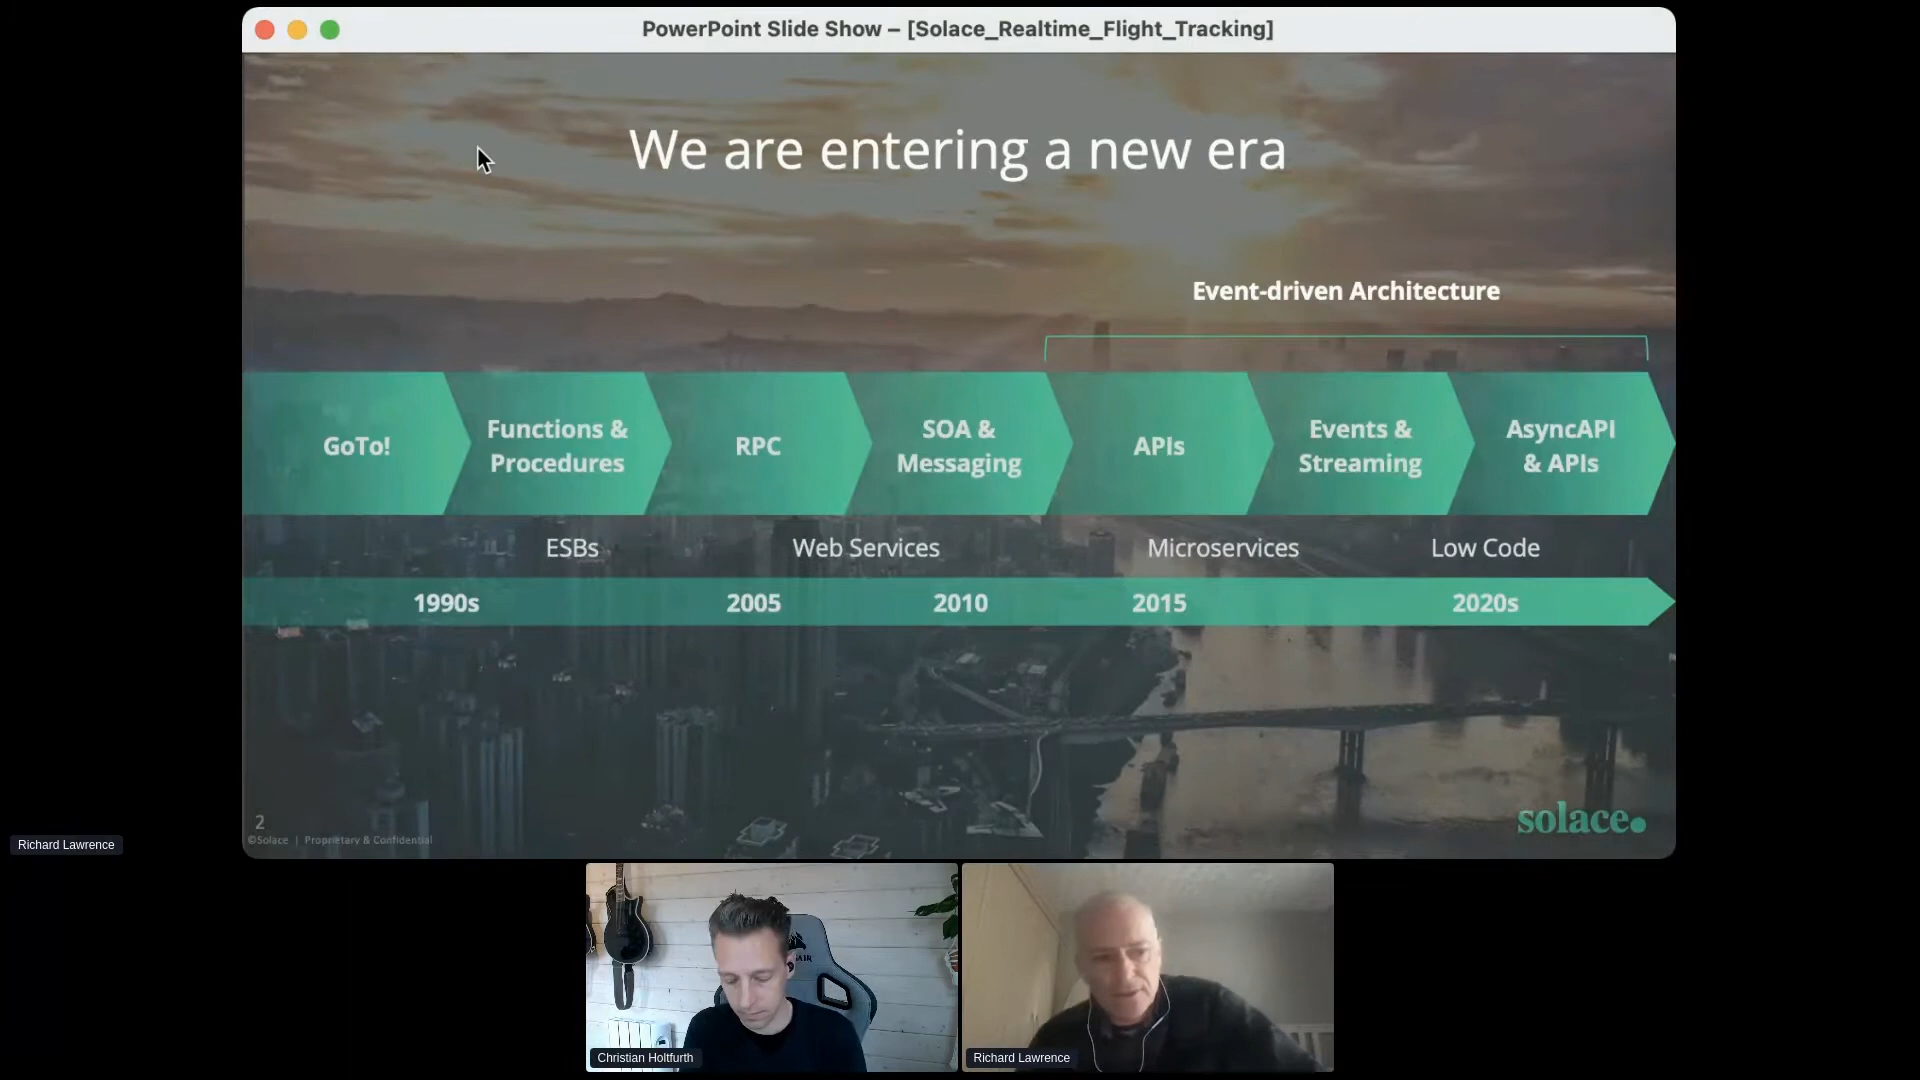 PowerPoint Slide Show – [Solace_Realtime_Flight_Tracking]
We are entering a new era
Event-driven Architecture
GoTo!
Functions &
Procedures
RPC
SOA &
Messaging
APIs
Events &
Streaming
AsyncAPI
& APIs
ESBs
Web Services
Microservices
Low Code
1990s
2005
2010
2015
2020s
2
©Solace | Proprietary & Confidential
solace.
Richard Lawrence
Christian Holtfurth
Richard Lawrence